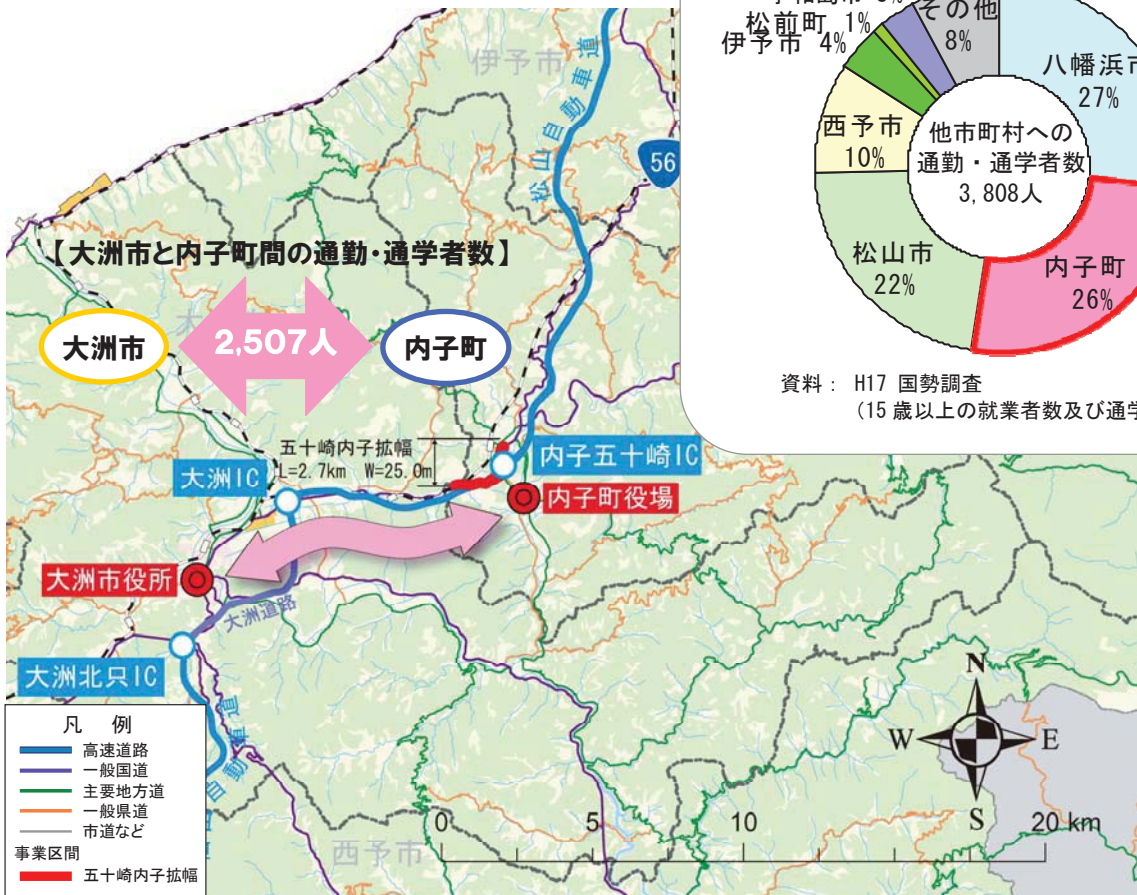 伊予市
松山自動車道
56
【大洲市と内子町間の通勤・通学者数】
大洲市
2,507人
内子町
五十崎内子拡幅
L=2.7km W=25.0m
大洲IC
内子五十崎IC
内子町役場
大洲市役所
大洲道路
大洲北只IC
自動車道
西予市
凡 例
高速道路
一般国道
主要地方道
一般県道
市道など
事業区間
五十崎内子拡幅
N
W
E
S
0 5 10 20 km
松前町 1%
伊予市 4%
その他
8%
八幡浜市
27%
西予市
10%
他市町村への
通勤・通学者数
3,808人
松山市
22%
内子町
26%
資料： H17 国勢調査
（15 歳以上の就業者数及び通学